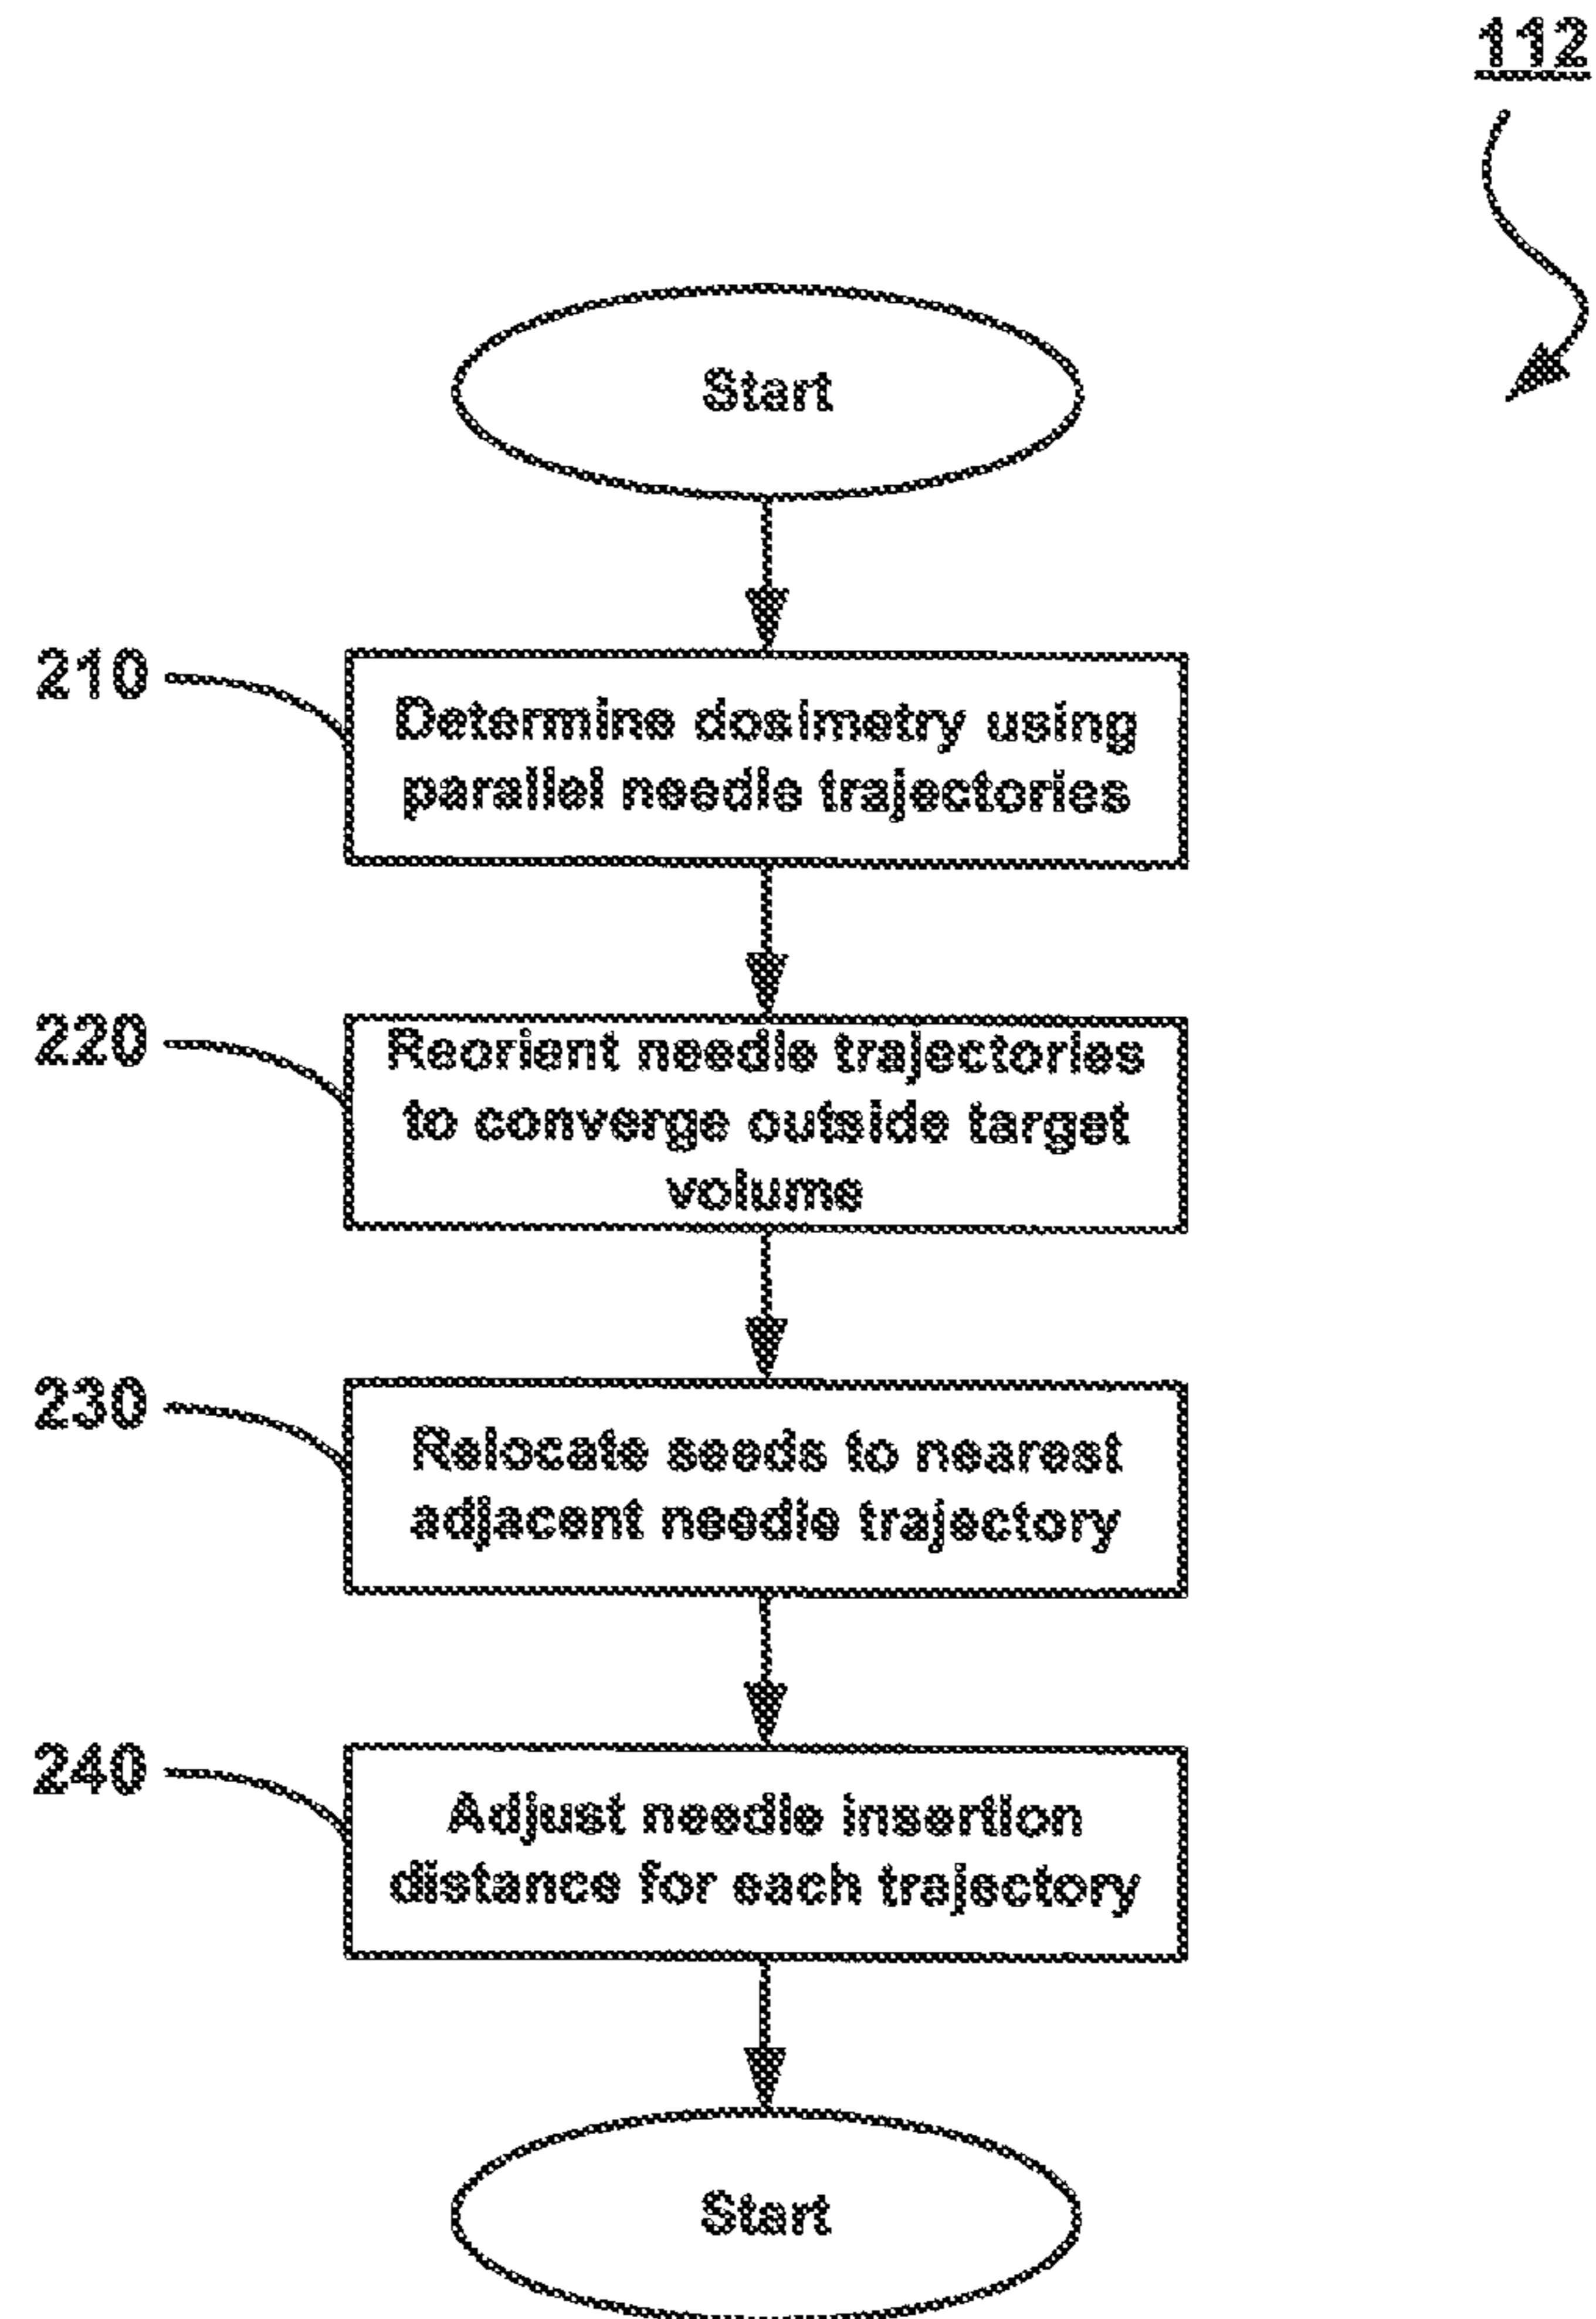 112
Start
210
Determine dosimetry using
parallel needle trajectories
220
Reorient needle trajectories
to converge outside target
volume
230
Relocate seeds to nearest
adjacent needle trajectory
240
Adjust needle insertion
distance for each trajectory
Start